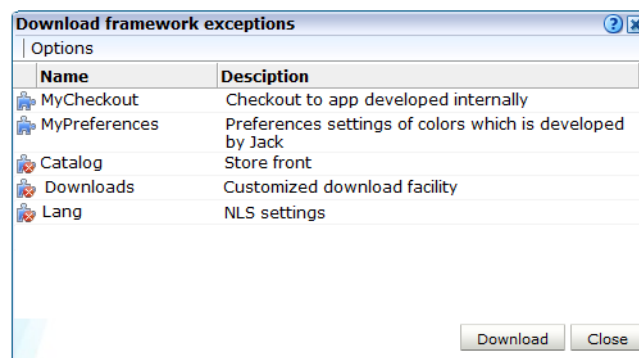 Download framework exceptions
Options
Name Desciption
MyCheckout Checkout to app developed internally
MyPreferences Preferences settings of colors which is developed
by Jack
Catalog Store front
Downloads Customized download facility
Lang NLS settings
Download Close